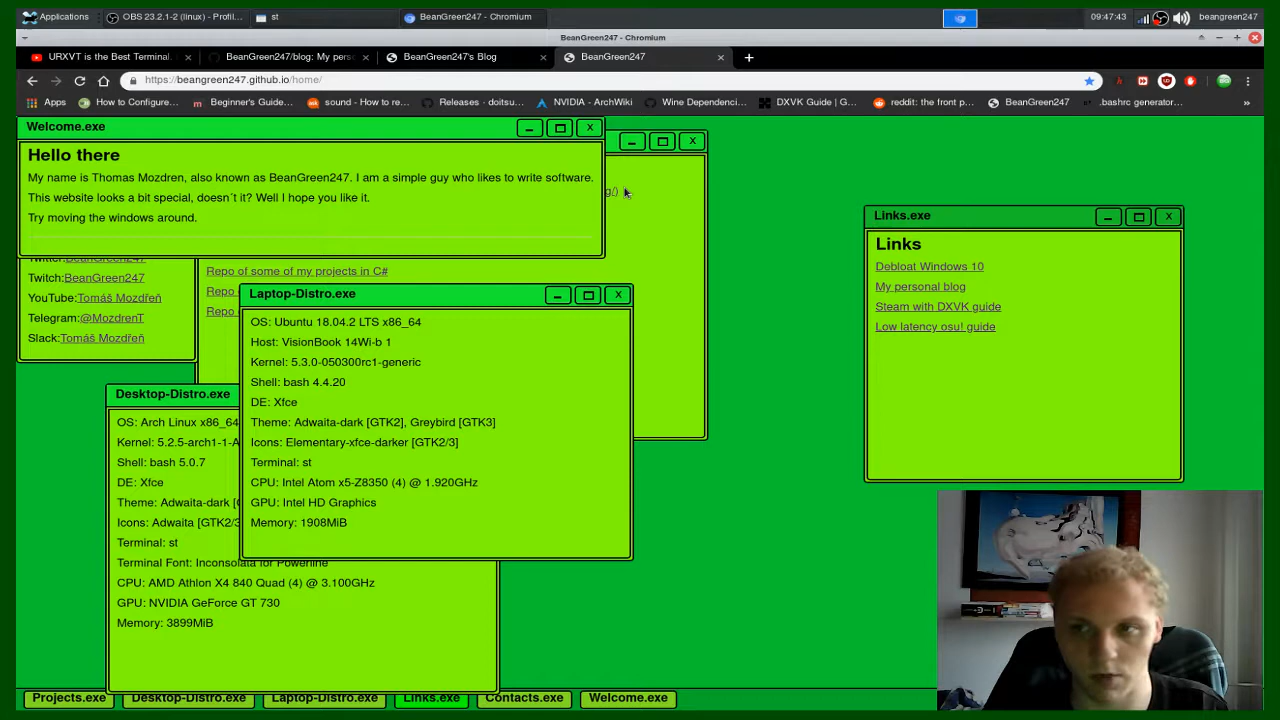 Applications
OBS 23.2.1-2 (linux) - Profil...
st
BeanGreen247 - Chromium
09:47:43
beangreen247
BeanGreen247 - Chromium
URXVT is the Best Terminal.
BeanGreen247/blog: My perso
BeanGreen247's Blog
BeanGreen247
https://beangreen247.github.io/home/
Apps
How to Configure...
Beginner's Guide...
sound - How to re...
Releases · doitsu...
NVIDIA - ArchWiki
Wine Dependenci...
DXVK Guide | G...
reddit: the front p...
BeanGreen247
.bashrc generator...
»
Welcome.exe
X
Hello there
My name is Thomas Mozdren, also known as BeanGreen247. I am a simple guy who likes to write software.
This website looks a bit special, doesn´t it? Well I hope you like it.
Try moving the windows around.
X
g/)
Links.exe
X
Links
Debloat Windows 10
My personal blog
Steam with DXVK guide
Low latency osu! guide
Twitter:BeanGreen247
Twitch:BeanGreen247
YouTube:Tomáš Mozdřeň
Telegram:@MozdrenT
Slack:Tomáš Mozdřeň
Repo of some of my projects in C#
Repo
Repo
Laptop-Distro.exe
X
OS: Ubuntu 18.04.2 LTS x86_64
Host: VisionBook 14Wi-b 1
Kernel: 5.3.0-050300rc1-generic
Shell: bash 4.4.20
DE: Xfce
Theme: Adwaita-dark [GTK2], Greybird [GTK3]
Icons: Elementary-xfce-darker [GTK2/3]
Terminal: st
CPU: Intel Atom x5-Z8350 (4) @ 1.920GHz
GPU: Intel HD Graphics
Memory: 1908MiB
Desktop-Distro.exe
OS: Arch Linux x86_64
Kernel: 5.2.5-arch1-1-A
Shell: bash 5.0.7
DE: Xfce
Theme: Adwaita-dark [G
Icons: Adwaita [GTK2/3
Terminal: st
Terminal Font: Inconsolata for Powerline
CPU: AMD Athlon X4 840 Quad (4) @ 3.100GHz
GPU: NVIDIA GeForce GT 730
Memory: 3899MiB
Projects.exe
Desktop-Distro.exe
Laptop-Distro.exe
Links.exe
Contacts.exe
Welcome.exe